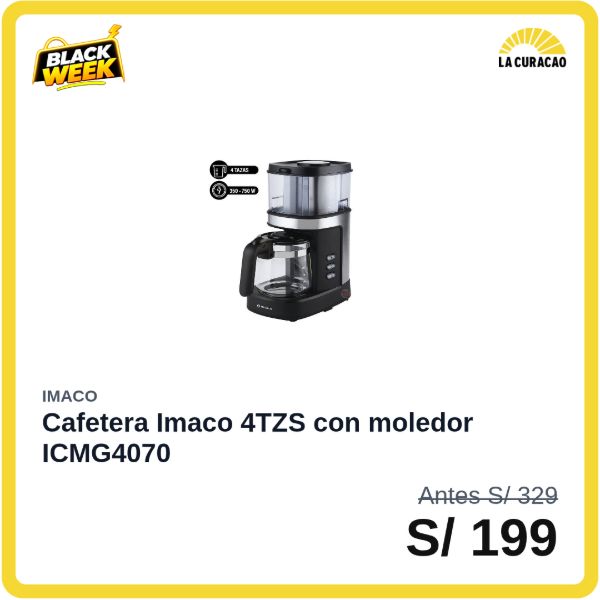 BLACK
WEEK
LA CURACAO
4 TAZAS
350 - 750 W
IMACO
Cafetera Imaco 4TZS con moledor
ICMG4070
Antes S/ 329
S/ 199